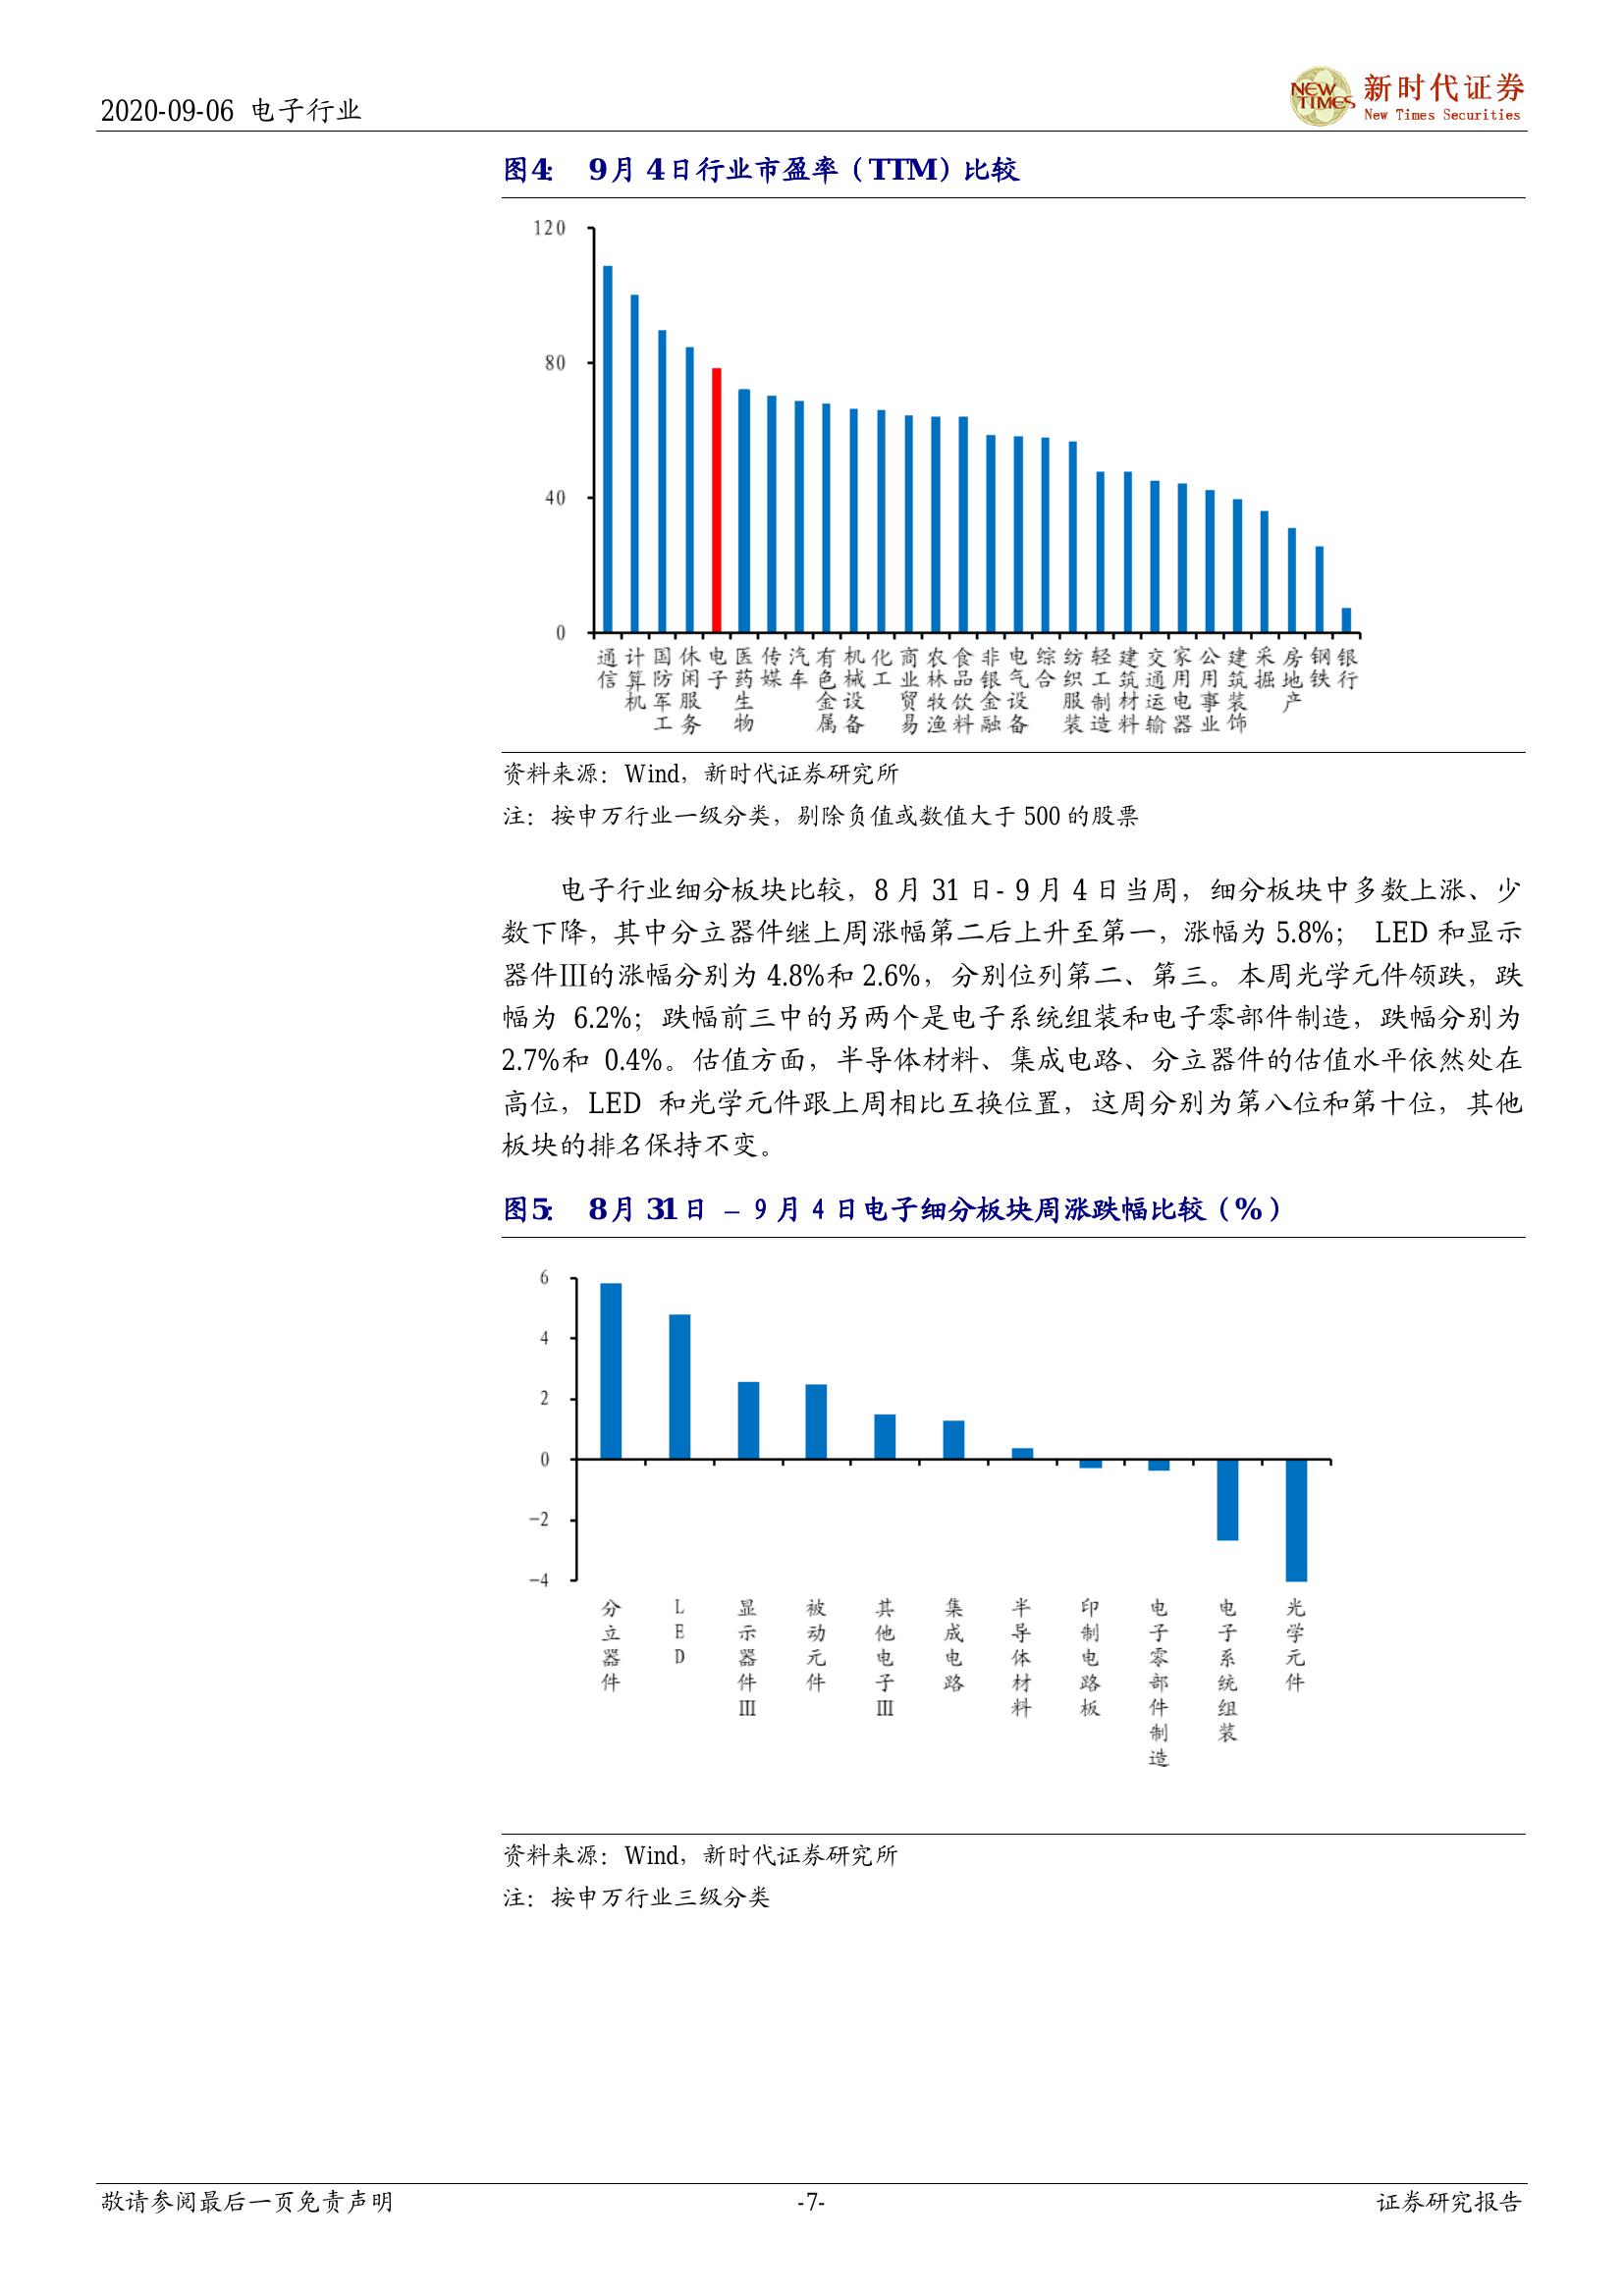 2020-09-06 电子行业
NEW TIMES
新时代证券
New Times Securities
图4: 9月 4日行业市盈率（TTM）比较
120
80
40
0
通信 计算机 国防军工 休闲服务 电子 医药生物 传媒 汽车 有色金属 机械设备 化工 商业贸易 农林牧渔 食品饮料 非银金融 电气设备 综合 纺织服装 轻工制造 建筑材料 交通运输 家用电器 公用事业 建筑装饰 采掘 房地产 钢铁 银行
资料来源：Wind，新时代证券研究所
注：按申万行业一级分类，剔除负值或数值大于 500 的股票
电子行业细分板块比较，8 月 31 日- 9 月 4 日当周，细分板块中多数上涨、少
数下降，其中分立器件继上周涨幅第二后上升至第一，涨幅为 5.8%； LED 和显示
器件Ⅲ的涨幅分别为 4.8%和 2.6%，分别位列第二、第三。本周光学元件领跌，跌
幅为 6.2%；跌幅前三中的另两个是电子系统组装和电子零部件制造，跌幅分别为
2.7%和 0.4%。估值方面，半导体材料、集成电路、分立器件的估值水平依然处在
高位，LED 和光学元件跟上周相比互换位置，这周分别为第八位和第十位，其他
板块的排名保持不变。
图5: 8月 31日 – 9 月 4 日电子细分板块周涨跌幅比较（%）
6
4
2
0
−2
−4
分立器件 LED 显示器件Ⅲ 被动元件 其他电子Ⅲ 集成电路 半导体材料 印制电路板 电子零部件制造 电子系统组装 光学元件
资料来源：Wind，新时代证券研究所
注：按申万行业三级分类
敬请参阅最后一页免责声明
-7-
证券研究报告